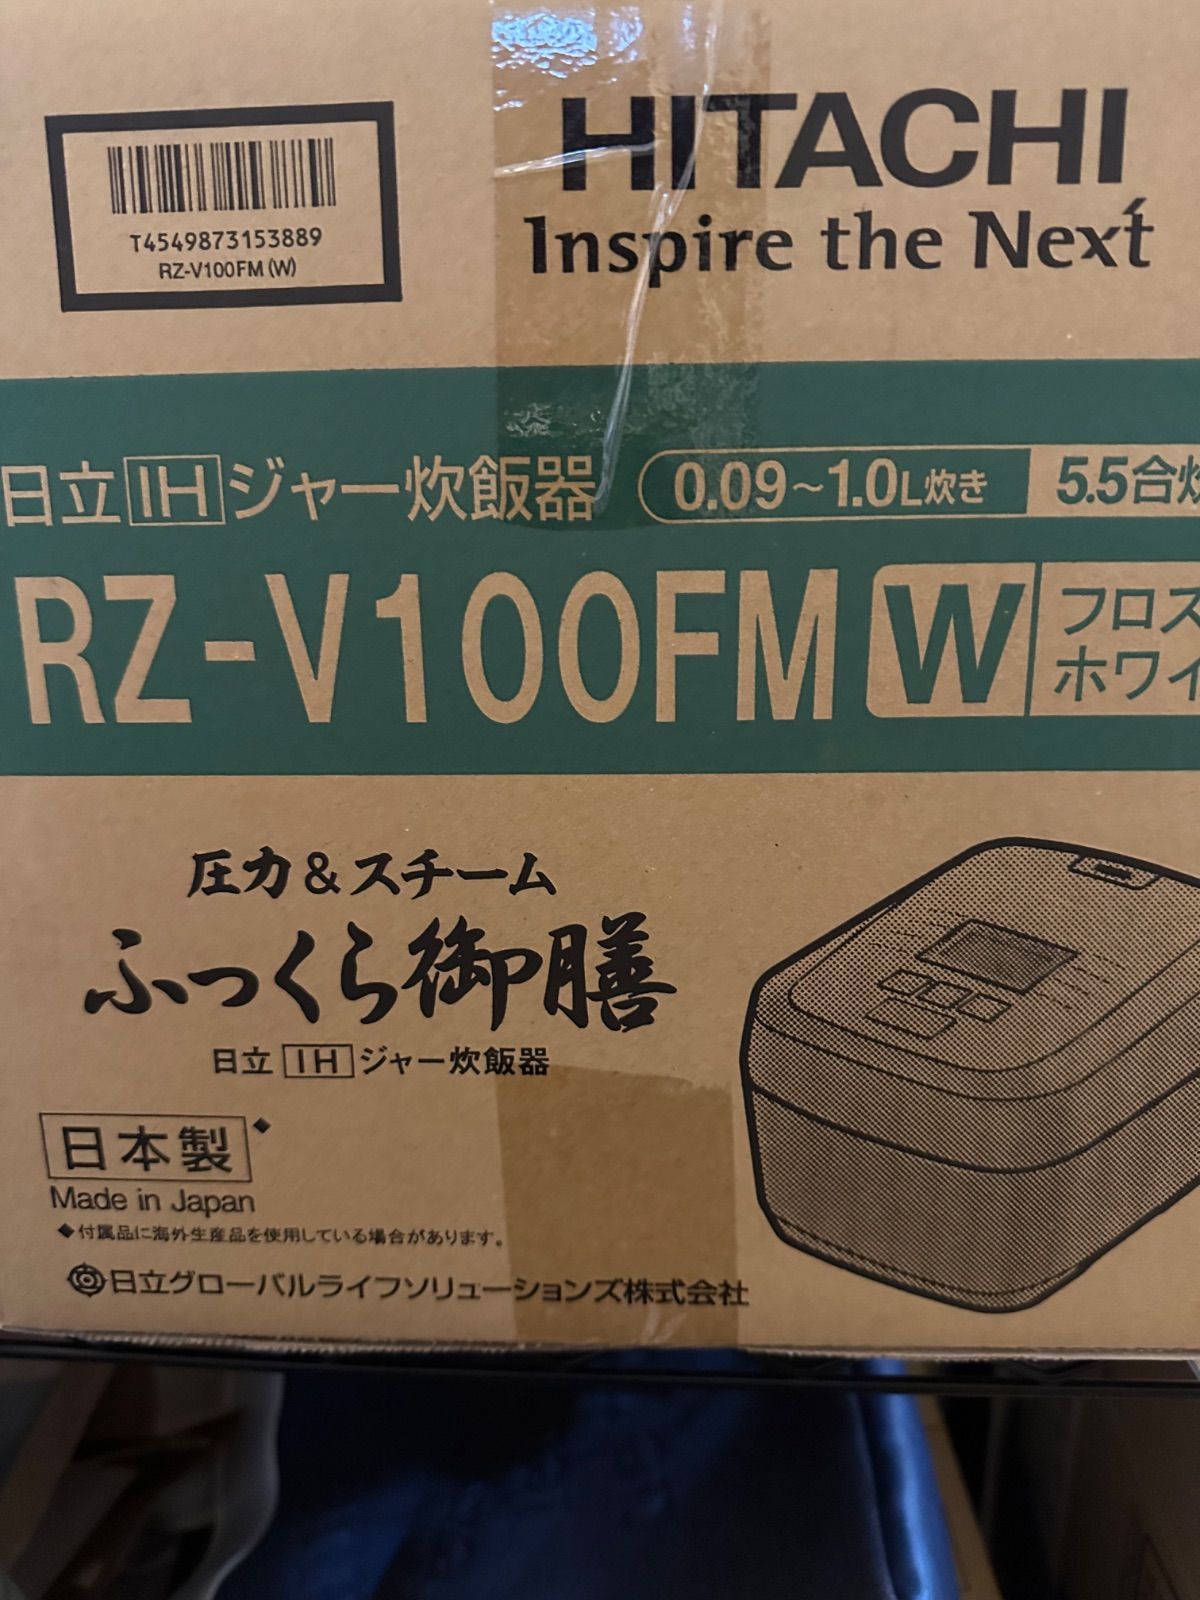 HITACHI
Inspire the Next
T4549873153889
RZ-V100FM(W)
日立IHジャー炊飯器 0.09~1.0L炊き 5.5合炊
RZ-V100FM W フロス
ホワイ
圧力&スチーム
ふっくら御膳
日立IHジャー炊飯器
日本製◆
Made in Japan
◆付属品に海外生産品を使用している場合があります。
日立グローバルライフソリューションズ株式会社